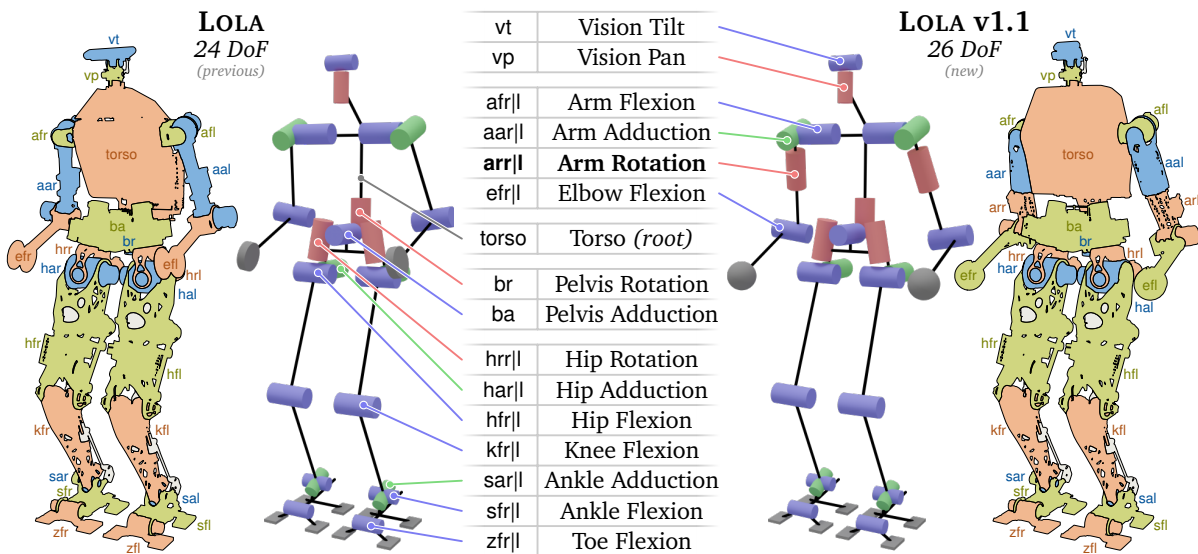 LOLA
24 DoF
(previous)
vt Vision Tilt
vp Vision Pan
afr|l Arm Flexion
aar|l Arm Adduction
arr|l Arm Rotation
efr|l Elbow Flexion
torso Torso (root)
br Pelvis Rotation
ba Pelvis Adduction
hrr|l Hip Rotation
har|l Hip Adduction
hfr|l Hip Flexion
kfr|l Knee Flexion
sar|l Ankle Adduction
sfr|l Ankle Flexion
zfr|l Toe Flexion
LOLA v1.1
26 DoF
(new)
vt
vp
afr
afl
torso
aal
aar
ba
br
efr
hrr
efl
har
hrl
hal
hfr
hfl
kfr
kfl
sar
sfr
sal
sfl
zfr
zfl
vt
vp
afr
afl
torso
aal
aar
arr
arl
ba
br
hrr
hrl
efr
har
efl
hal
hfr
hfl
kfr
kfl
sar
sfr
sal
sfl
zfr
zfl